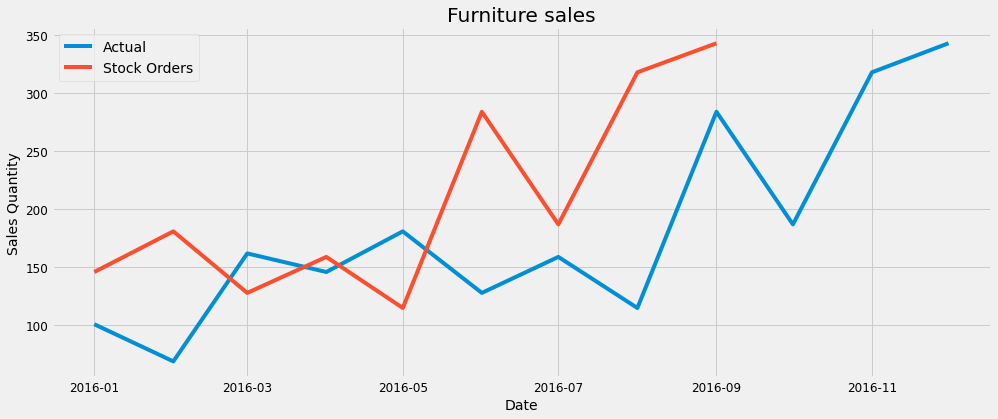 Furniture sales
Actual
Stock Orders
Sales Quantity
350
300
250
200
150
100
2016-01 2016-03 2016-05 2016-07 2016-09 2016-11
Date